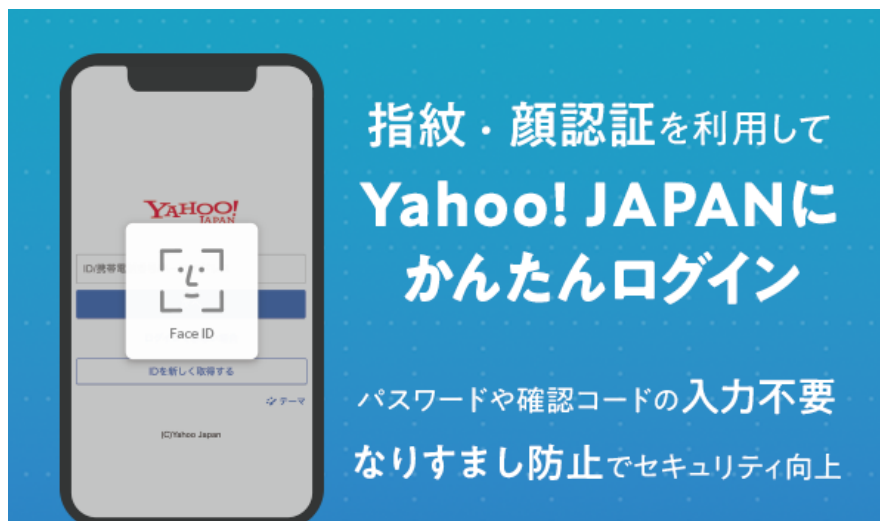 YAHOO!
JAPAN
ID/携帯電
Face ID
IDを新しく取得する
テーマ
(C)Yahoo Japan
指紋・顔認証を利用して
Yahoo! JAPANに
かんたんログイン
パスワードや確認コードの入力不要
なりすまし防止でセキュリティ向上